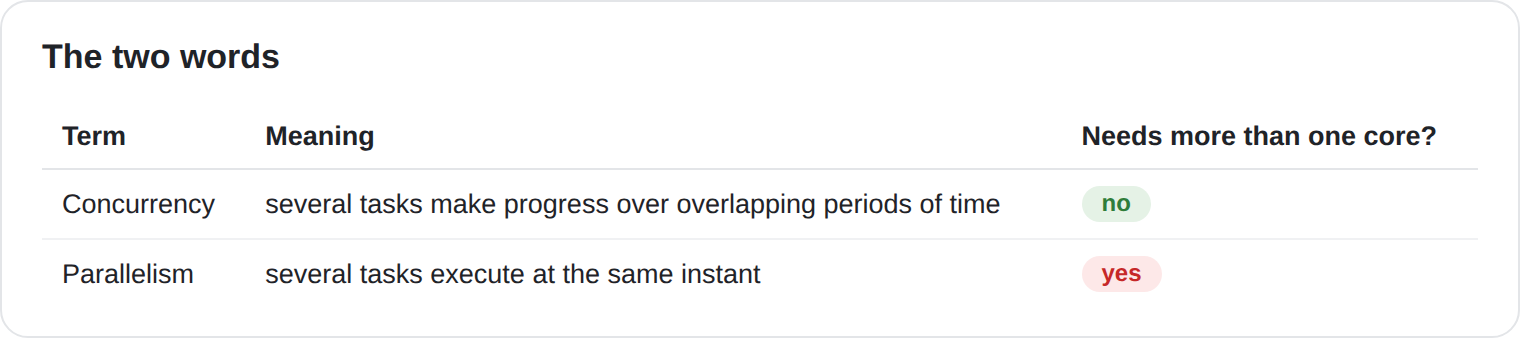 The two words
Term Meaning Needs more than one core?
Concurrency several tasks make progress over overlapping periods of time no
Parallelism several tasks execute at the same instant yes